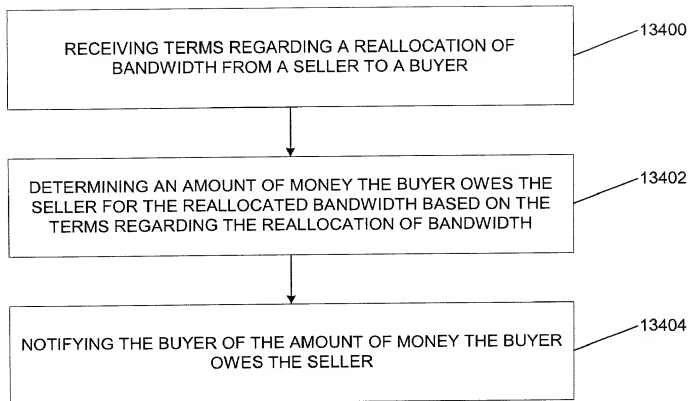 RECEIVING TERMS REGARDING A REALLOCATION OF
BANDWIDTH FROM A SELLER TO A BUYER
13400
DETERMINING AN AMOUNT OF MONEY THE BUYER OWES THE
SELLER FOR THE REALLOCATED BANDWIDTH BASED ON THE
TERMS REGARDING THE REALLOCATION OF BANDWIDTH
13402
NOTIFYING THE BUYER OF THE AMOUNT OF MONEY THE BUYER
OWES THE SELLER
13404